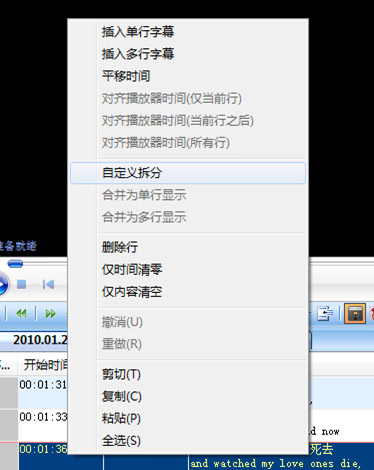 插入单行字幕
插入多行字幕
平移时间
对齐播放器时间(仅当前行)
对齐播放器时间(当前行之后)
对齐播放器时间(所有行)
自定义拆分
合并为单行显示
合并为多行显示
删除行
仅时间清零
仅内容清空
撤消(U)
重做(R)
剪切(T)
复制(C)
粘贴(P)
全选(S)
备就绪
2010.01.2
开始时间
00:01:31
00:01:33
d now
00:01:36
死去
and watched my love ones die,